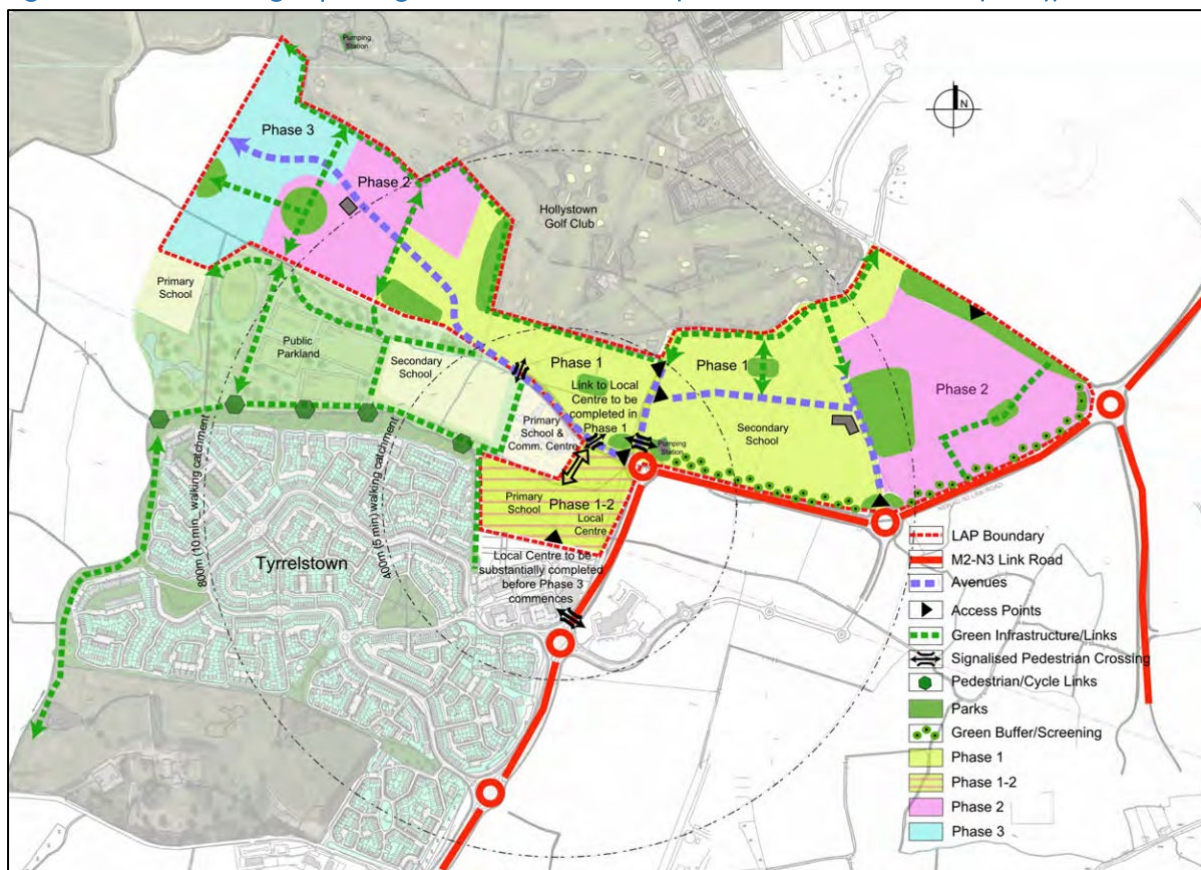 Pumping
Station
N
Phase 3
Phase 2
Hollystown
Golf Club
Primary
School
Public
Parkland
Secondary
School
Phase 1
Link to Local
Centre to be
completed in
Phase 1
Phase 1
Phase 2
Primary
School &
Comm. Centre
Secondary
School
Pumping
Station
Primary
School
Phase 1-2
Local
Centre
800m (10 min_ walking catchment)
400m (5 min) walking catchment
Tyrrelstown
Local Centre to be
substantially completed
before Phase 3
commences
LAP Boundary
M2-N3 Link Road
Avenues
Access Points
Green Infrastructure/Links
Signalised Pedestrian Crossing
Pedestrian/Cycle Links
Parks
Green Buffer/Screening
Phase 1
Phase 1-2
Phase 2
Phase 3